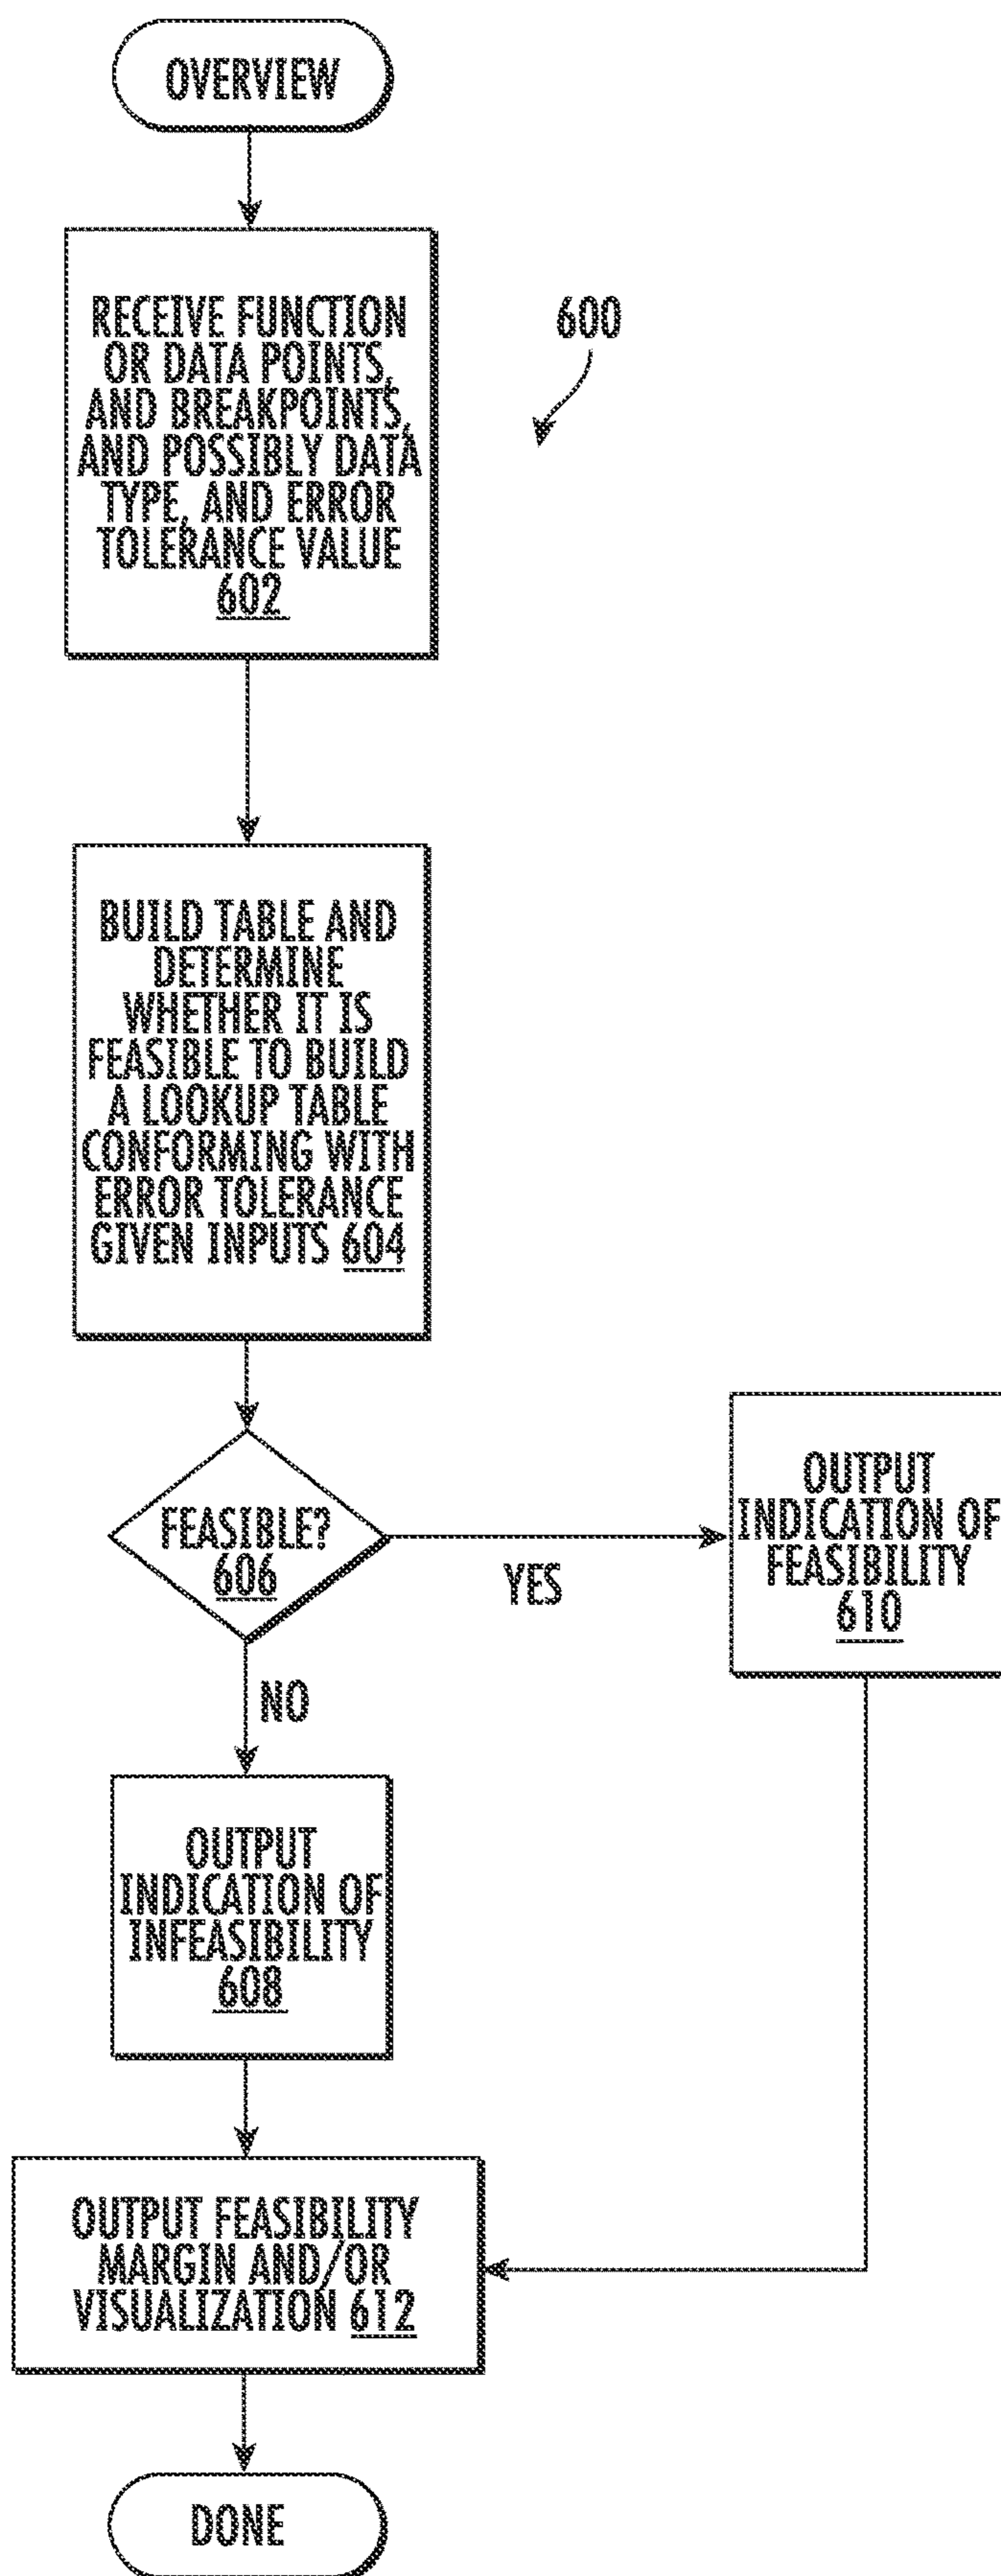 OVERVIEW
RECEIVE FUNCTION
OR DATA POINTS,
AND BREAKPOINTS,
AND POSSIBLY DATA
TYPE, AND ERROR
TOLERANCE VALUE
602
600
BUILD TABLE AND
DETERMINE
WHETHER IT IS
FEASIBLE TO BUILD
A LOOKUP TABLE
CONFORMING WITH
ERROR TOLERANCE
GIVEN INPUTS 604
FEASIBLE?
606
YES
OUTPUT
INDICATION OF
FEASIBILITY
610
NO
OUTPUT
INDICATION OF
INFEASIBILITY
608
OUTPUT FEASIBILITY
MARGIN AND/OR
VISUALIZATION 612
DONE